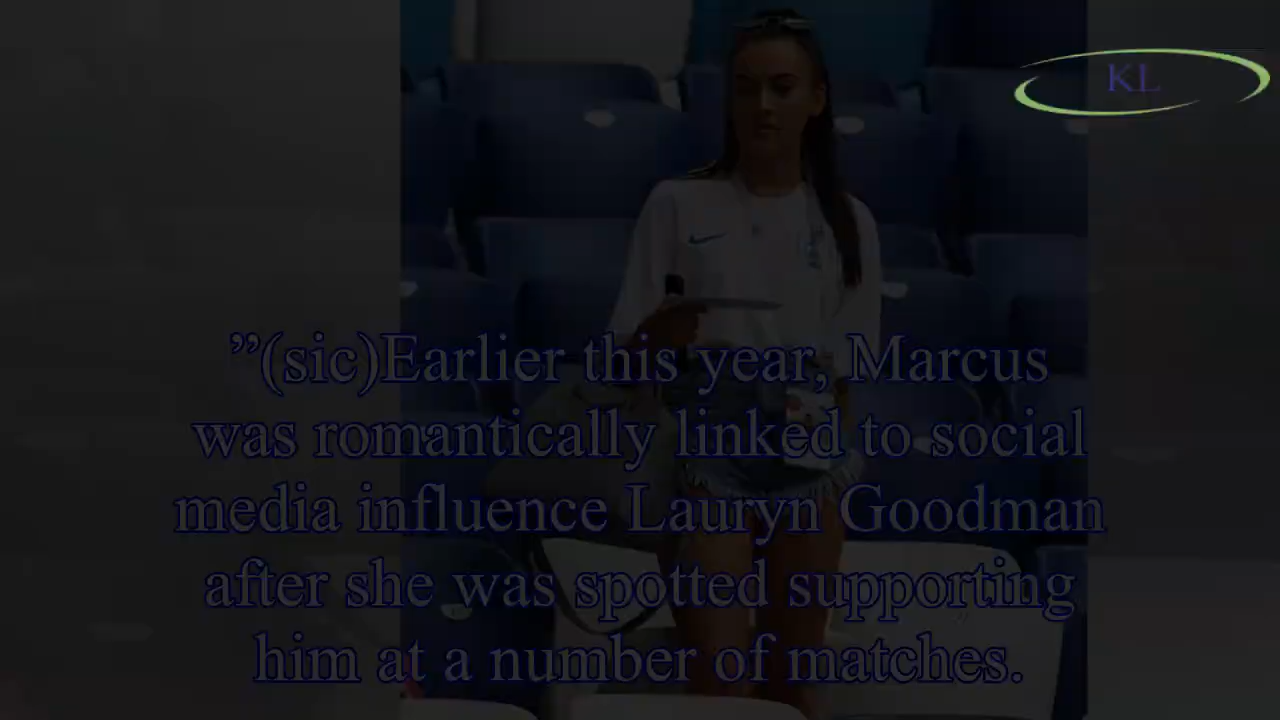 KL
”(sic)Earlier this year, Marcus
was romantically linked to social
media influence Lauryn Goodman
after she was spotted supporting
him at a number of matches.